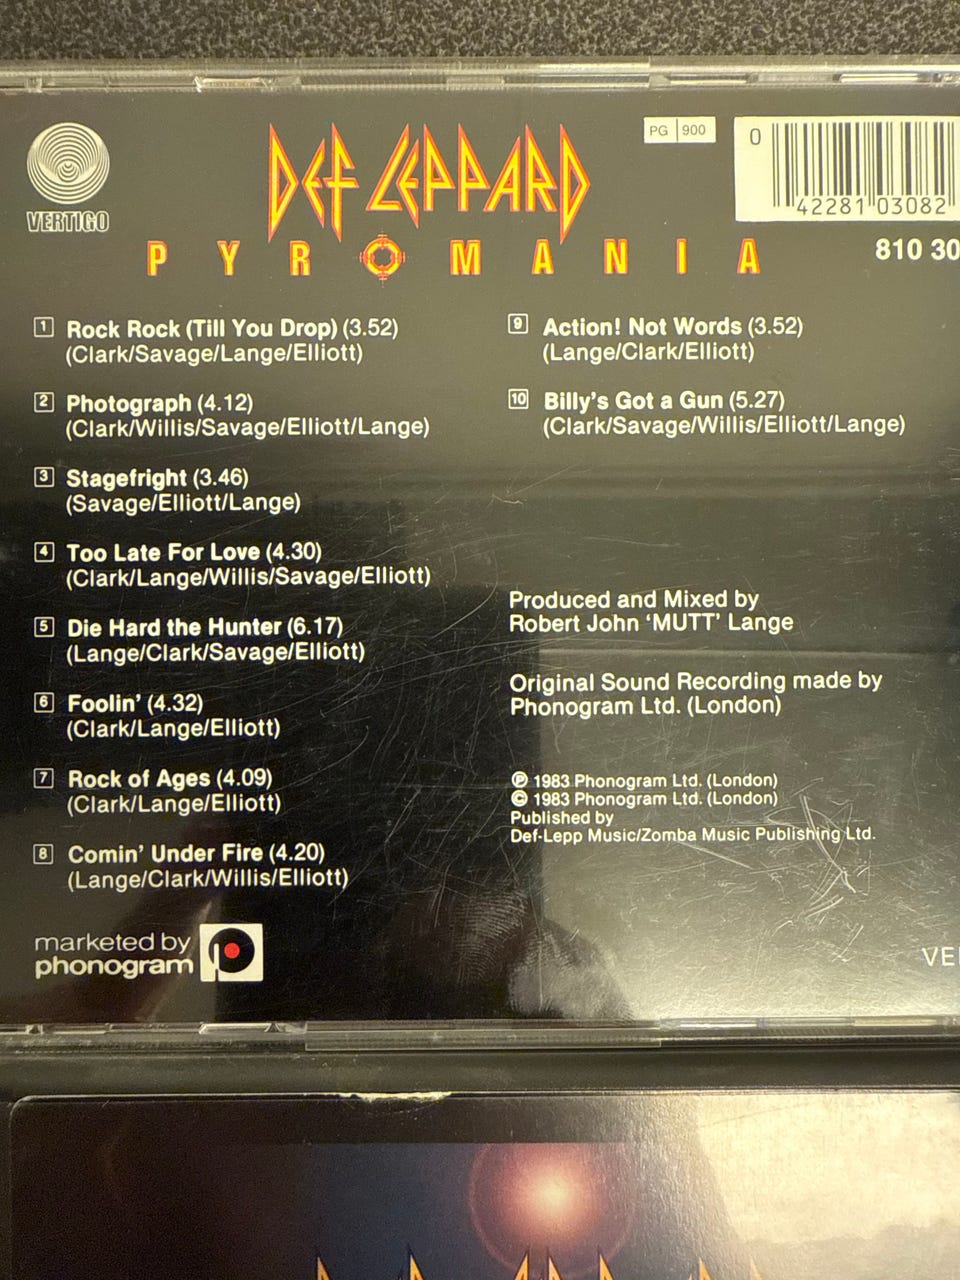 VERTIGO
DEF LEPPARD
PYROMANIA
PG 900
0
42281 03082
810 30
1 Rock Rock (Till You Drop) (3.52)
(Clark/Savage/Lange/Elliott)
2 Photograph (4.12)
(Clark/Willis/Savage/Elliott/Lange)
3 Stagefright (3.46)
(Savage/Elliott/Lange)
4 Too Late For Love (4.30)
(Clark/Lange/Willis/Savage/Elliott)
5 Die Hard the Hunter (6.17)
(Lange/Clark/Savage/Elliott)
6 Foolin' (4.32)
(Clark/Lange/Elliott)
7 Rock of Ages (4.09)
(Clark/Lange/Elliott)
8 Comin' Under Fire (4.20)
(Lange/Clark/Willis/Elliott)
9 Action! Not Words (3.52)
(Lange/Clark/Elliott)
10 Billy's Got a Gun (5.27)
(Clark/Savage/Willis/Elliott/Lange)
Produced and Mixed by
Robert John 'MUTT' Lange
Original Sound Recording made by
Phonogram Ltd. (London)
℗ 1983 Phonogram Ltd. (London)
© 1983 Phonogram Ltd. (London)
Published by
Def-Lepp Music/Zomba Music Publishing Ltd.
marketed by
phonogram